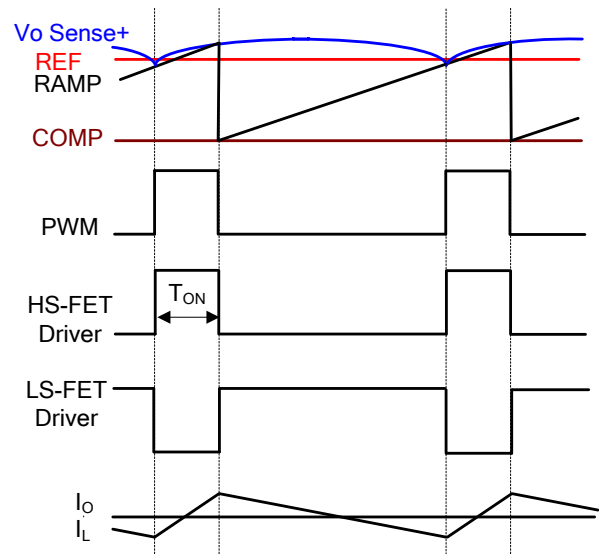 Vo Sense+
REF
RAMP
COMP
PWM
HS-FET
Driver
TON
LS-FET
Driver
IO
IL